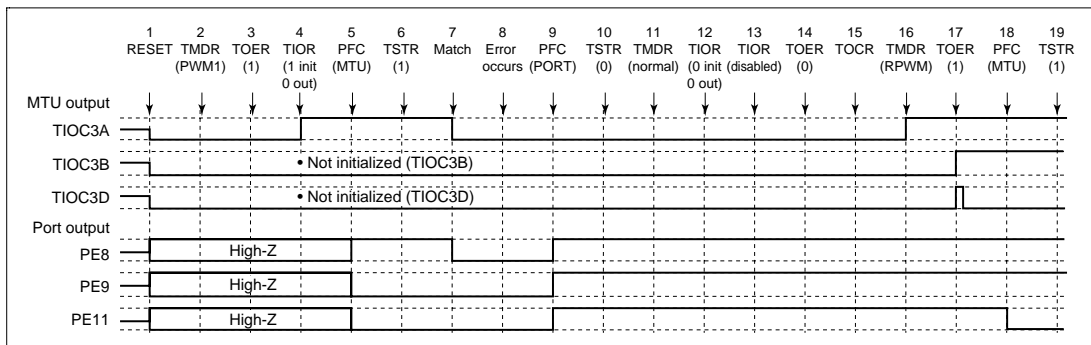 1 2 3 4 5 6 7 8 9 10 11 12 13 14 15 16 17 18 19
RESET TMDR TOER TIOR PFC TSTR Match Error PFC TSTR TMDR TIOR TIOR TOER TOCR TMDR TOER PFC TSTR
(PWM1) (1) (1 init (MTU) (1) occurs (PORT) (0) (normal) (0 init (disabled) (0) (RPWM) (1) (MTU) (1)
0 out) 0 out)
MTU output
TIOC3A
TIOC3B • Not initialized (TIOC3B)
TIOC3D • Not initialized (TIOC3D)
Port output
PE8 High-Z
PE9 High-Z
PE11 High-Z